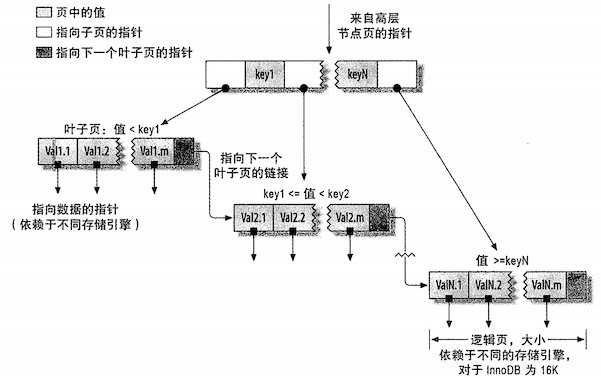 页中的值
指向子页的指针
指向下一个叶子页的指针
来自高层
节点页的指针
key1
keyN
叶子页：值 < key1
Val1.1
Val1.2
Val1.m
指向下一个
叶子页的链接
key1 <= 值 < key2
指向数据的指针
（依赖于不同存储引擎）
Val2.1
Val2.2
Val2.m
值 >=keyN
ValN.1
ValN.2
ValN.m
逻辑页，大小
依赖于不同的存储引擎，
对于 InnoDB 为 16K